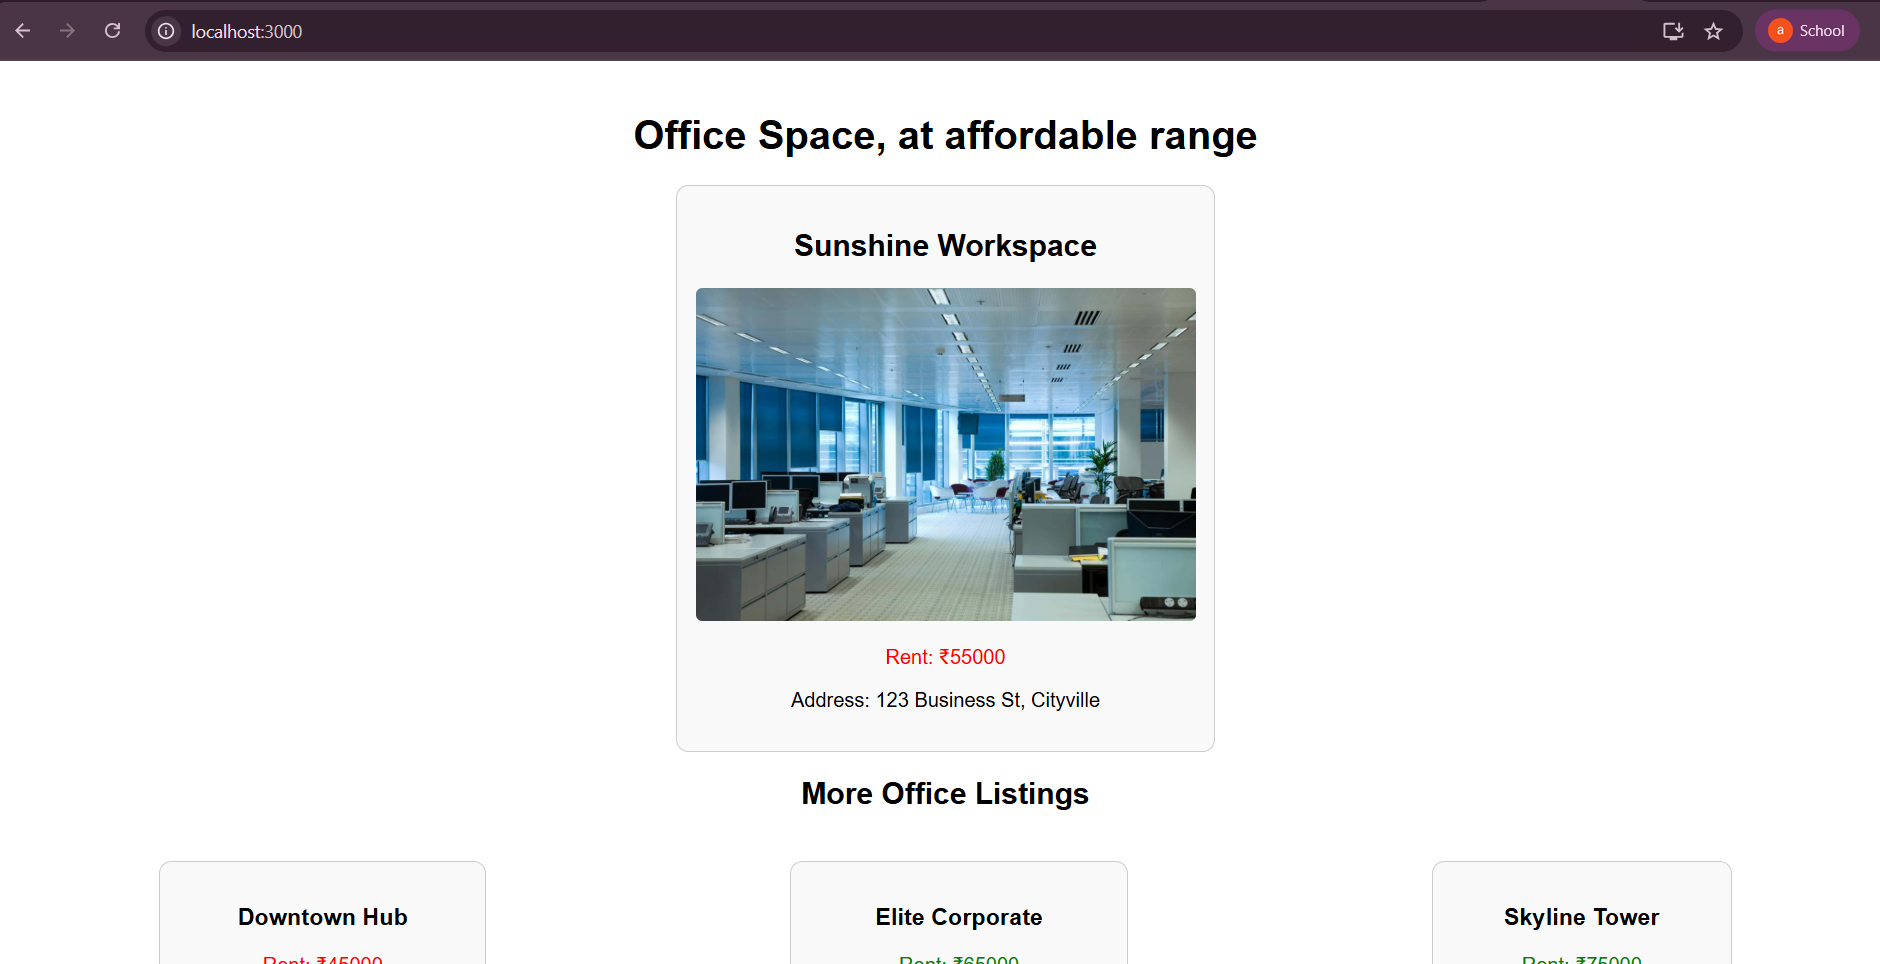 localhost:3000
a School
Office Space, at affordable range
Sunshine Workspace
Rent: ₹55000
Address: 123 Business St, Cityville
More Office Listings
Downtown Hub
Elite Corporate
Skyline Tower
Rent: ₹45000
Rent: ₹65000
Rent: ₹75000